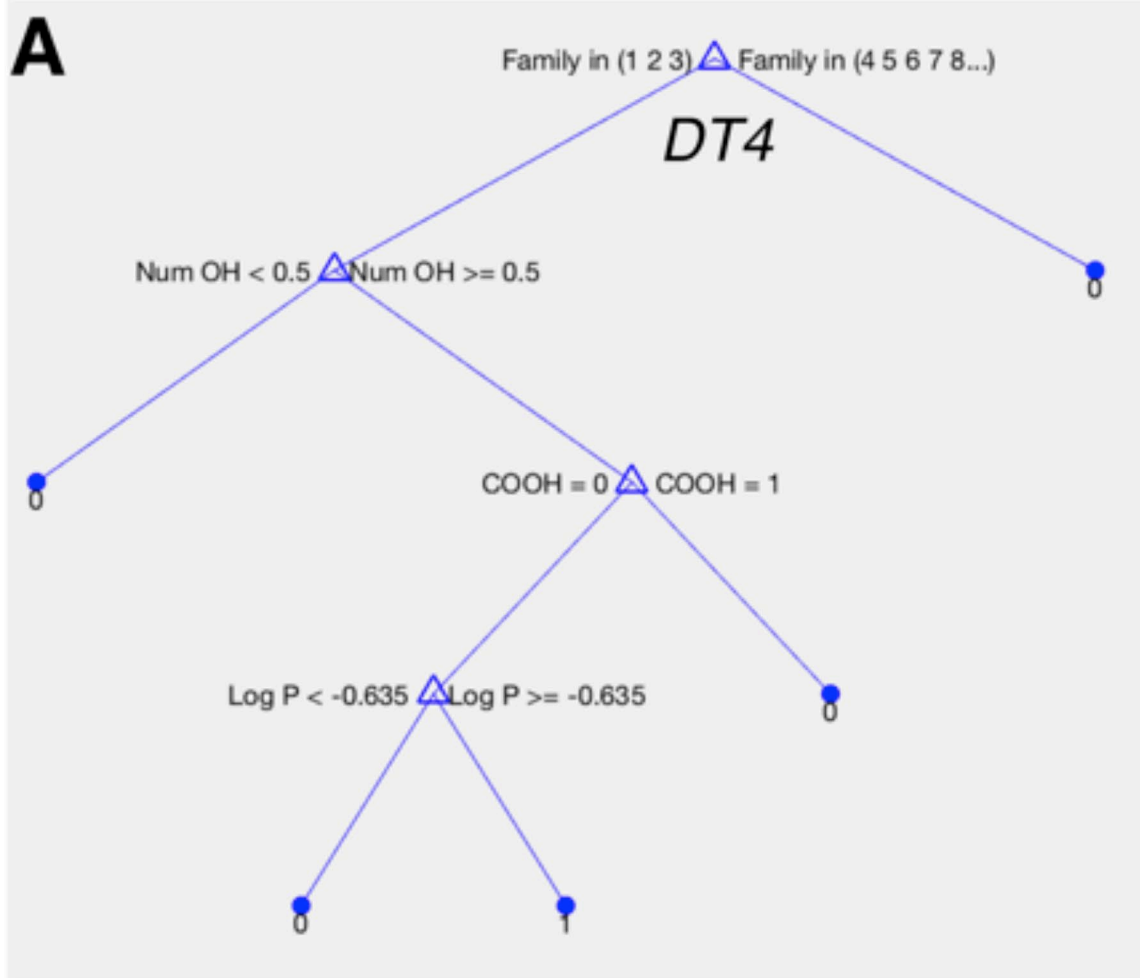 A
Family in (1 2 3) Family in (4 5 6 7 8...)
DT4
Num OH < 0.5 Num OH >= 0.5
0
0
COOH = 0 COOH = 1
Log P < -0.635 Log P >= -0.635
0
0
1